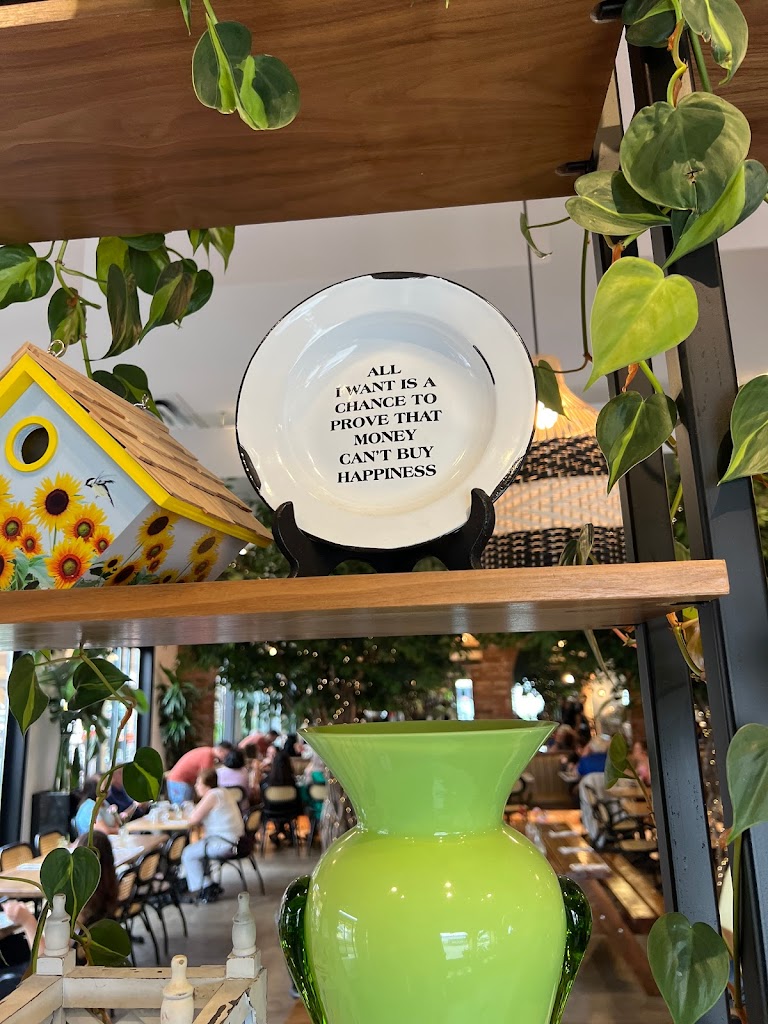 ALL
I WANT IS A
CHANCE TO
PROVE THAT
MONEY
CAN'T BUY
HAPPINESS